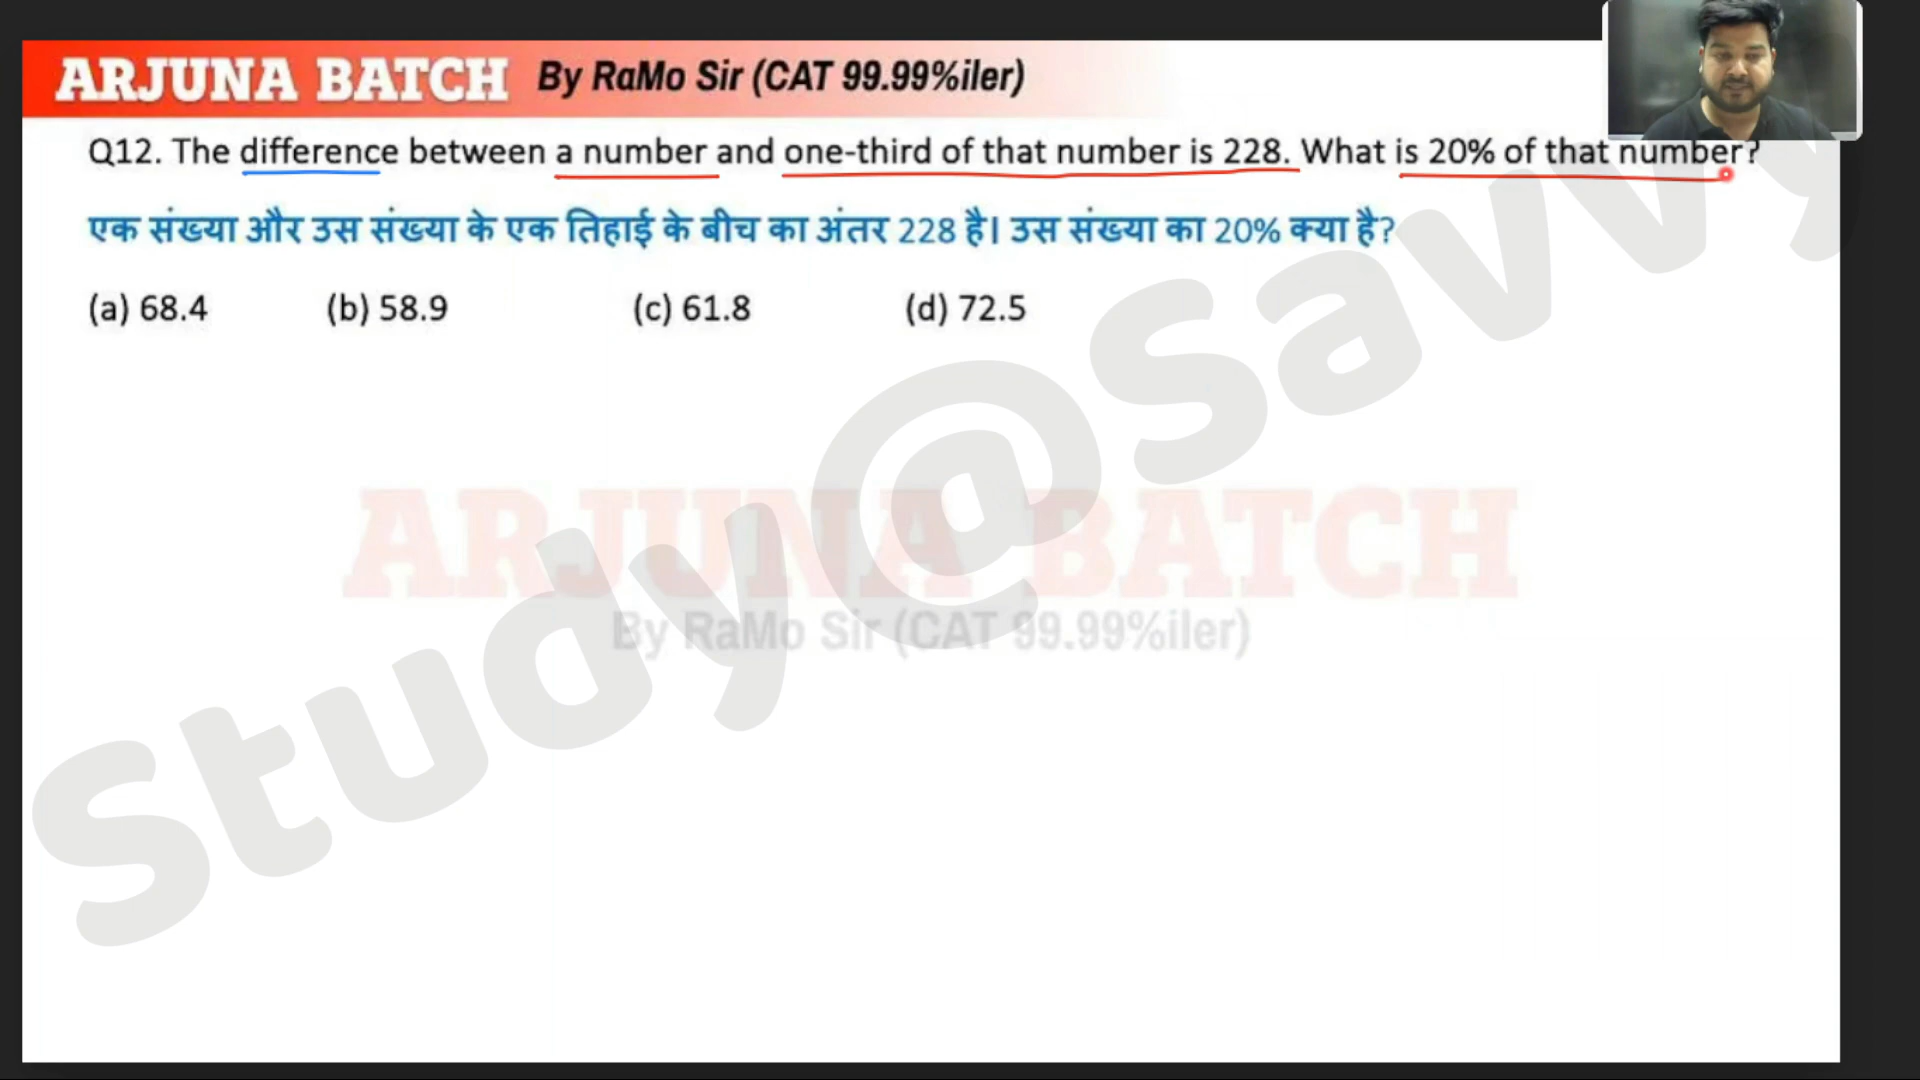 ARJUNA BATCH By RaMo Sir (CAT 99.99%iler)
Q12. The difference between a number and one-third of that number is 228. What is 20% of that number?
एक संख्या और उस संख्या के एक तिहाई के बीच का अंतर 228 है। उस संख्या का 20% क्या है?
(a) 68.4 (b) 58.9 (c) 61.8 (d) 72.5
Study@Savvy
ARJUNA BATCH
By RaMo Sir (CAT 99.99%iler)